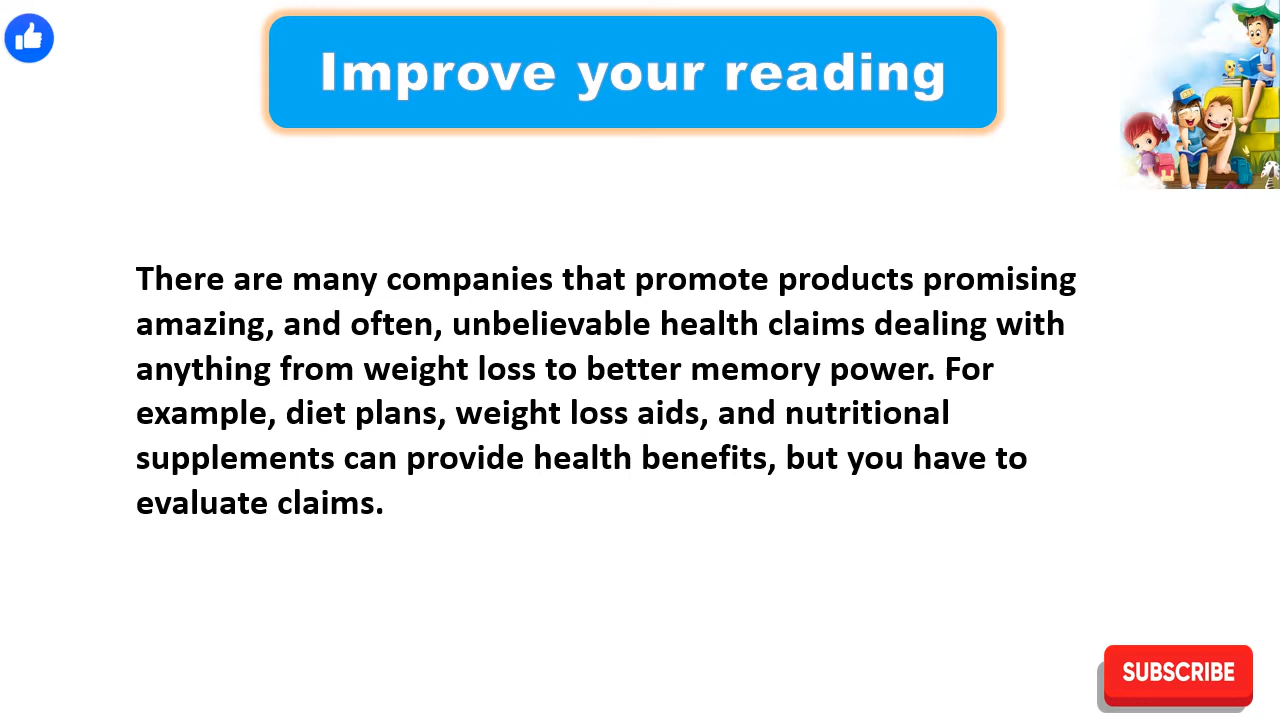 Improve your reading
There are many companies that promote products promising
amazing, and often, unbelievable health claims dealing with
anything from weight loss to better memory power. For
example, diet plans, weight loss aids, and nutritional
supplements can provide health benefits, but you have to
evaluate claims.
SUBSCRIBE